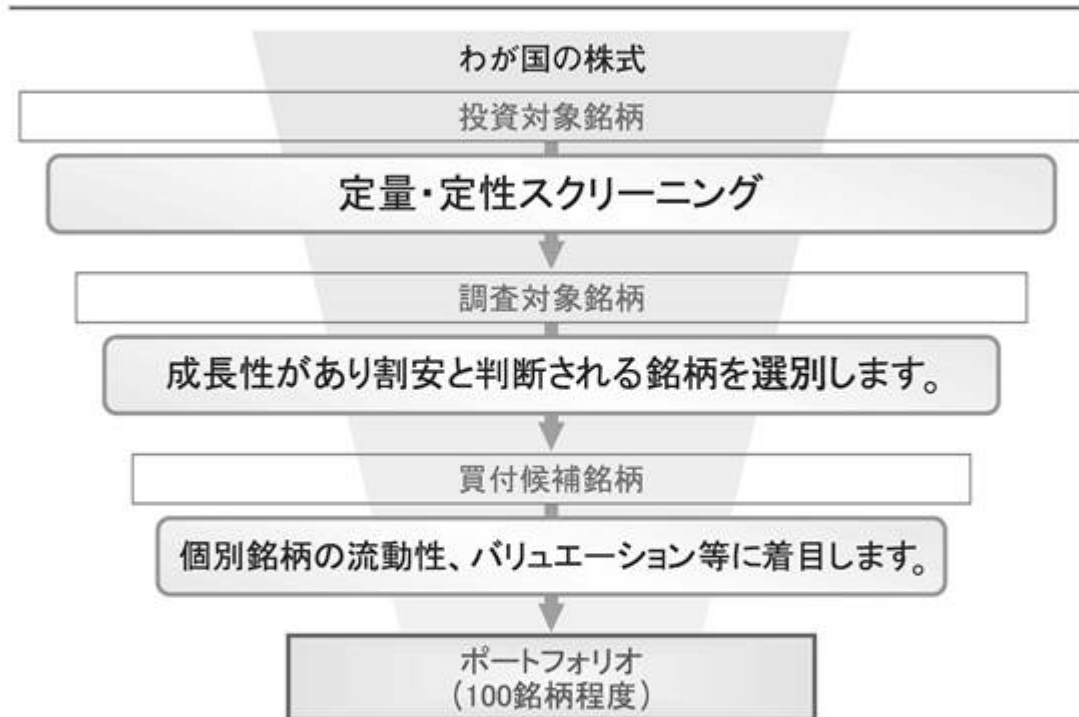 わが国の株式
投資対象銘柄
定量・定性スクリーニング
調査対象銘柄
成長性があり割安と判断される銘柄を選別します。
買付候補銘柄
個別銘柄の流動性、バリュエーション等に着目します。
ポートフォリオ
(100銘柄程度)